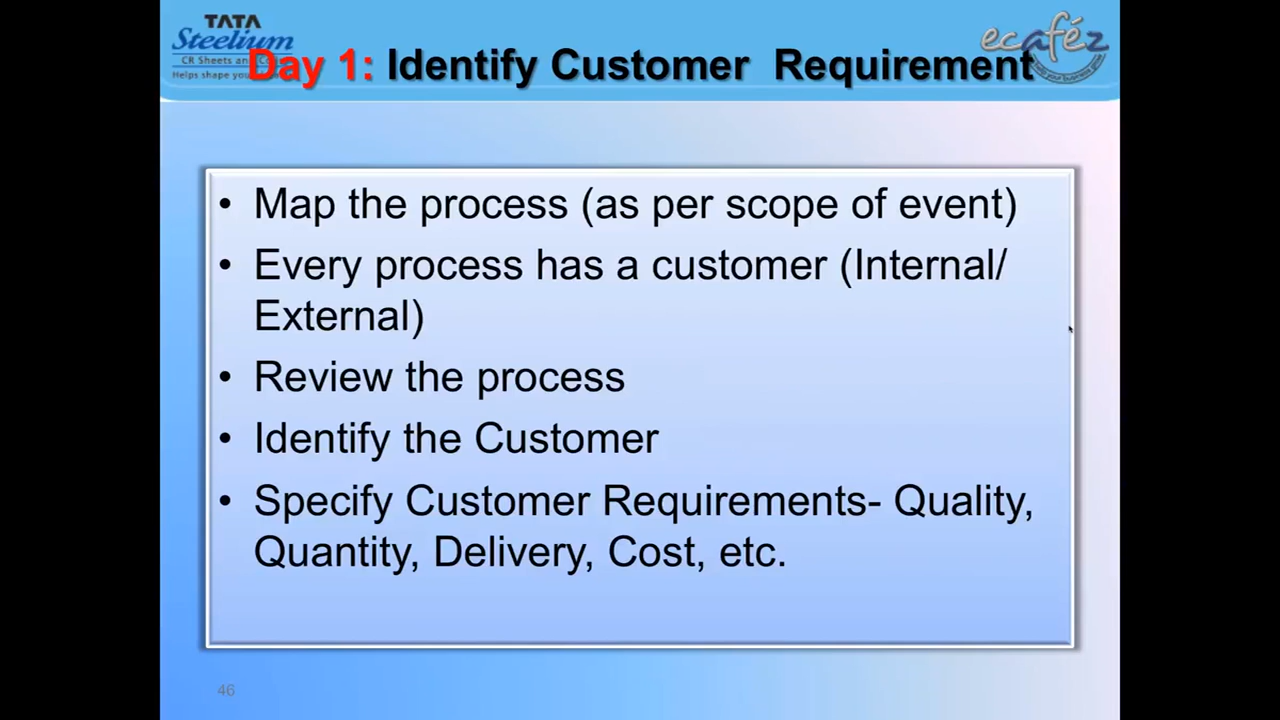 TATA
Steelium
CR Sheets and
Helps shape you
ecaféz
Day 1: Identify Customer Requirement
• Map the process (as per scope of event)
• Every process has a customer (Internal/
External)
• Review the process
• Identify the Customer
• Specify Customer Requirements- Quality,
Quantity, Delivery, Cost, etc.
46